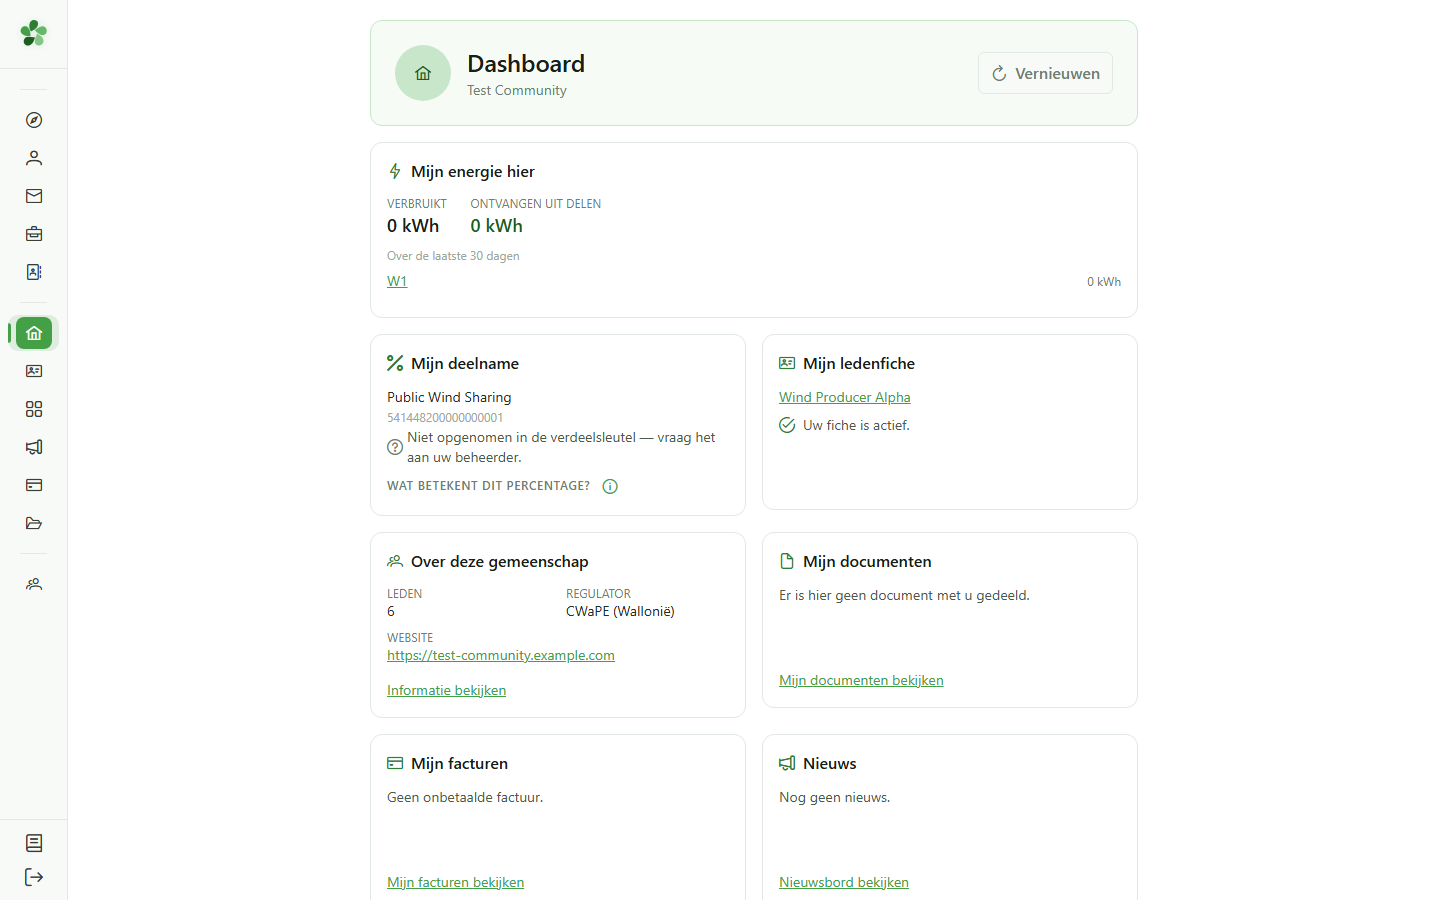 Dashboard
Test Community
Vernieuwen
Mijn energie hier
VERBRUIKT
ONTVANGEN UIT DELEN
0 kWh
0 kWh
Over de laatste 30 dagen
W1
0 kWh
Mijn deelname
Public Wind Sharing
541448200000000001
Niet opgenomen in de verdeelsleutel — vraag het
aan uw beheerder.
WAT BETEKENT DIT PERCENTAGE?
Mijn ledenfiche
Wind Producer Alpha
Uw fiche is actief.
Over deze gemeenschap
LEDEN
REGULATOR
6
CWaPE (Wallonië)
WEBSITE
https://test-community.example.com
Informatie bekijken
Mijn documenten
Er is hier geen document met u gedeeld.
Mijn documenten bekijken
Mijn facturen
Geen onbetaalde factuur.
Mijn facturen bekijken
Nieuws
Nog geen nieuws.
Nieuwsbord bekijken